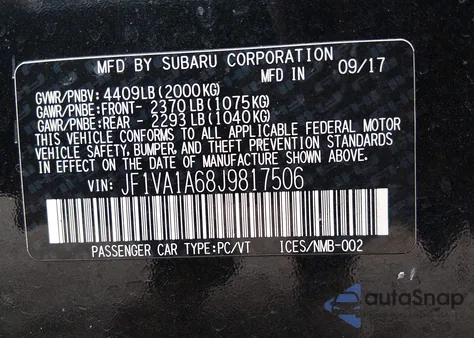 MFD BY SUBARU CORPORATION
IN JAPAN 09/17
GVWR/PNBV: 4409LB(2000KG)
GAWR/PNBE:FRONT- 2370LB(1075KG)
GAWR/PNBE:REAR - 2293LB(1040KG)
THIS VEHICLE CONFORMS TO ALL APPLICABLE FEDERAL MOTOR
VEHICLE SAFETY, BUMPER, AND THEFT PREVENTION STANDARDS
IN EFFECT ON THE DATE OF MANUFACTURE SHOWN ABOVE.
VIN: JF1VA1A68J9817506
PASSENGER CAR TYPE:PC/VT ICES/NMB-002
autoSnap